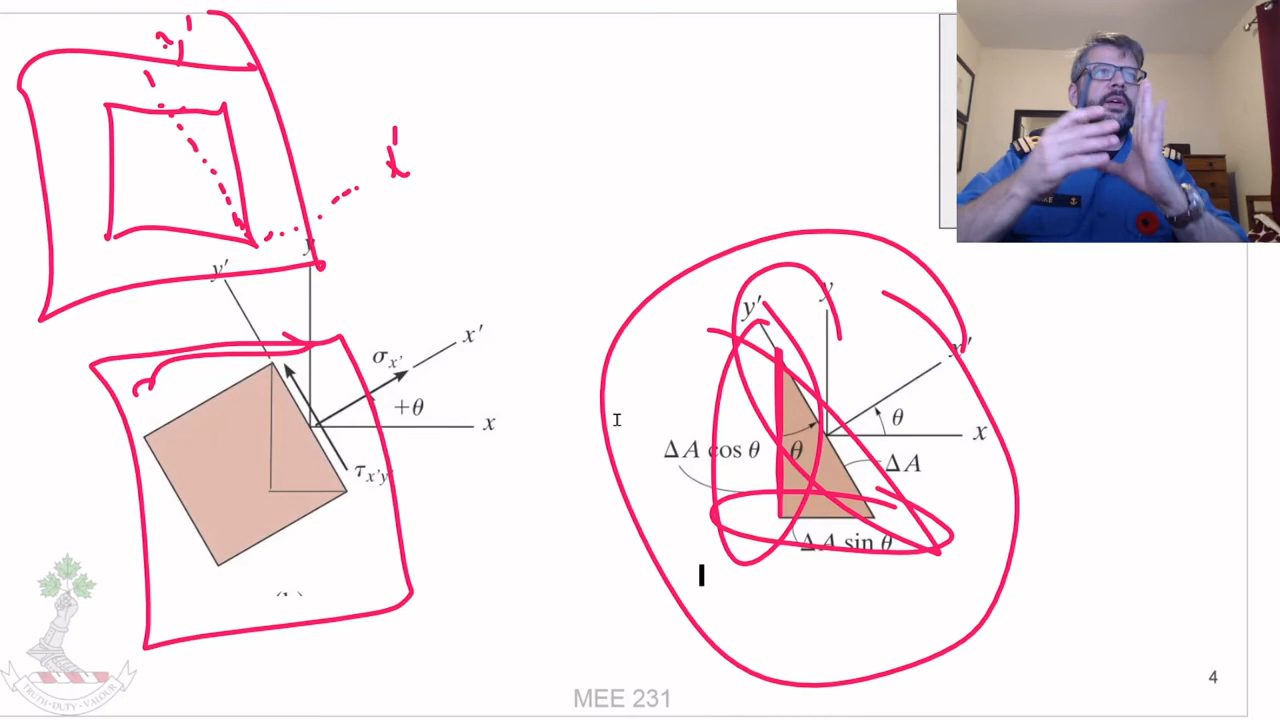 x'
y
y'
x'
σx'
+θ
x
τx'y'
y'
y
x'
θ
x
ΔA cos θ
θ
ΔA
ΔA sin θ
TRUTH·DUTY·VALOUR
MEE 231
4